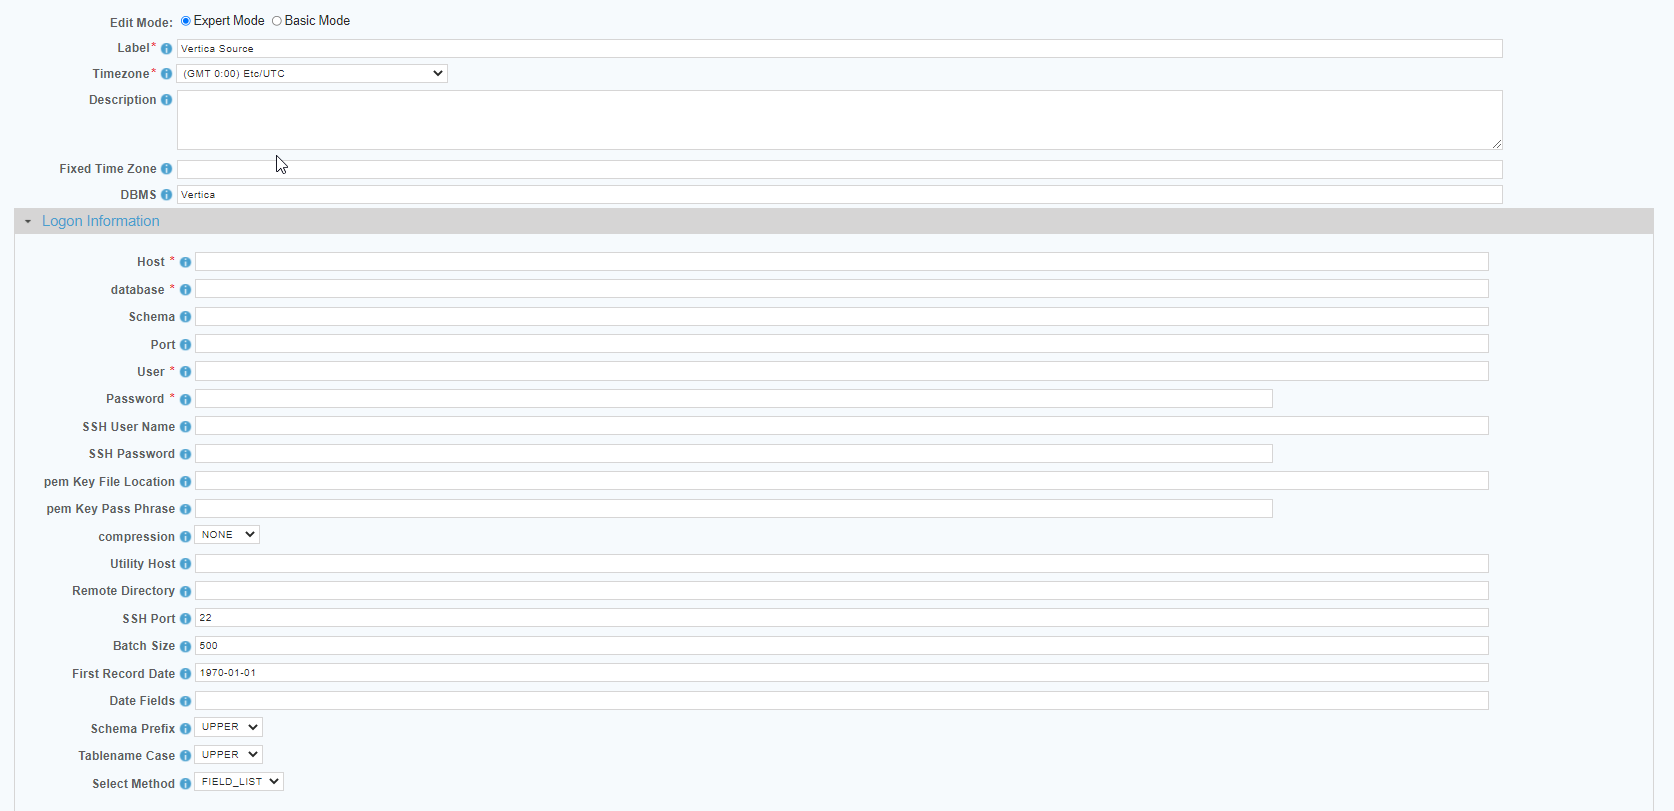 Edit Mode: Expert Mode Basic Mode
Label* Vertica Source
Timezone* (GMT 0:00) Etc/UTC
Description
Fixed Time Zone
DBMS Vertica
Logon Information
Host *
database *
Schema
Port
User *
Password *
SSH User Name
SSH Password
pem Key File Location
pem Key Pass Phrase
compression NONE
Utility Host
Remote Directory
SSH Port 22
Batch Size 500
First Record Date 1970-01-01
Date Fields
Schema Prefix UPPER
Tablename Case UPPER
Select Method FIELD_LIST